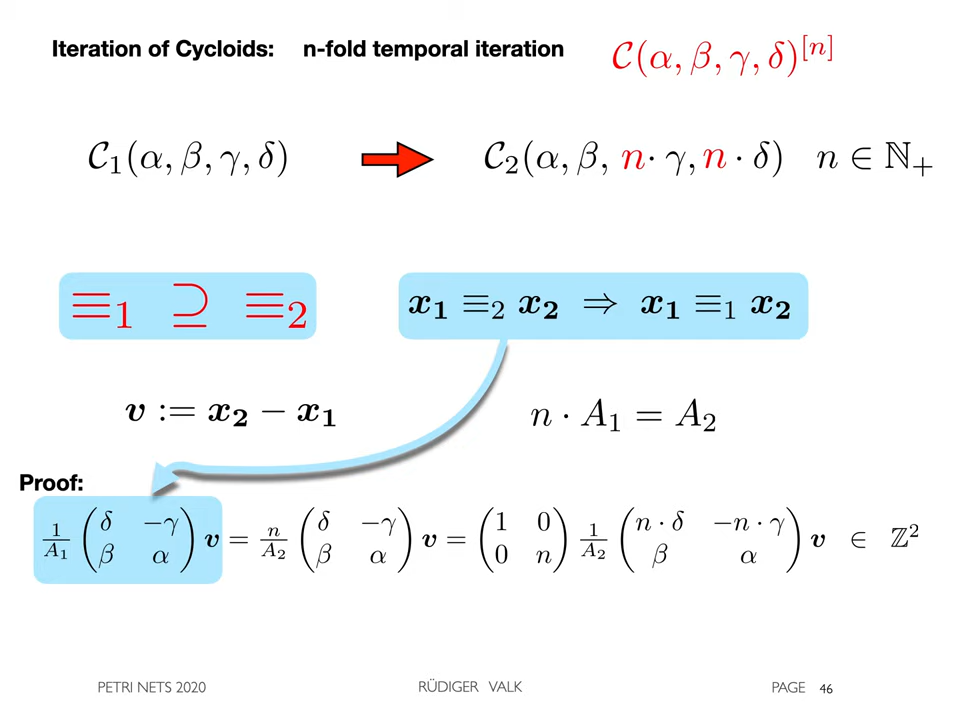 Iteration of Cycloids: n-fold temporal iteration 𝒞(α, β, γ, δ)^[n]
𝒞₁(α, β, γ, δ) 𝒞₂(α, β, n· γ, n · δ) n ∈ ℕ₊
≡₁ ⊇ ≡₂ x₁ ≡₂ x₂ ⇒ x₁ ≡₁ x₂
v := x₂ − x₁ n · A₁ = A₂
Proof:
1/A₁ (δ −γ; β α) v = n/A₂ (δ −γ; β α) v = (1 0; 0 n) 1/A₂ (n · δ −n · γ; β α) v ∈ ℤ²
PETRI NETS 2020 RÜDIGER VALK PAGE 46